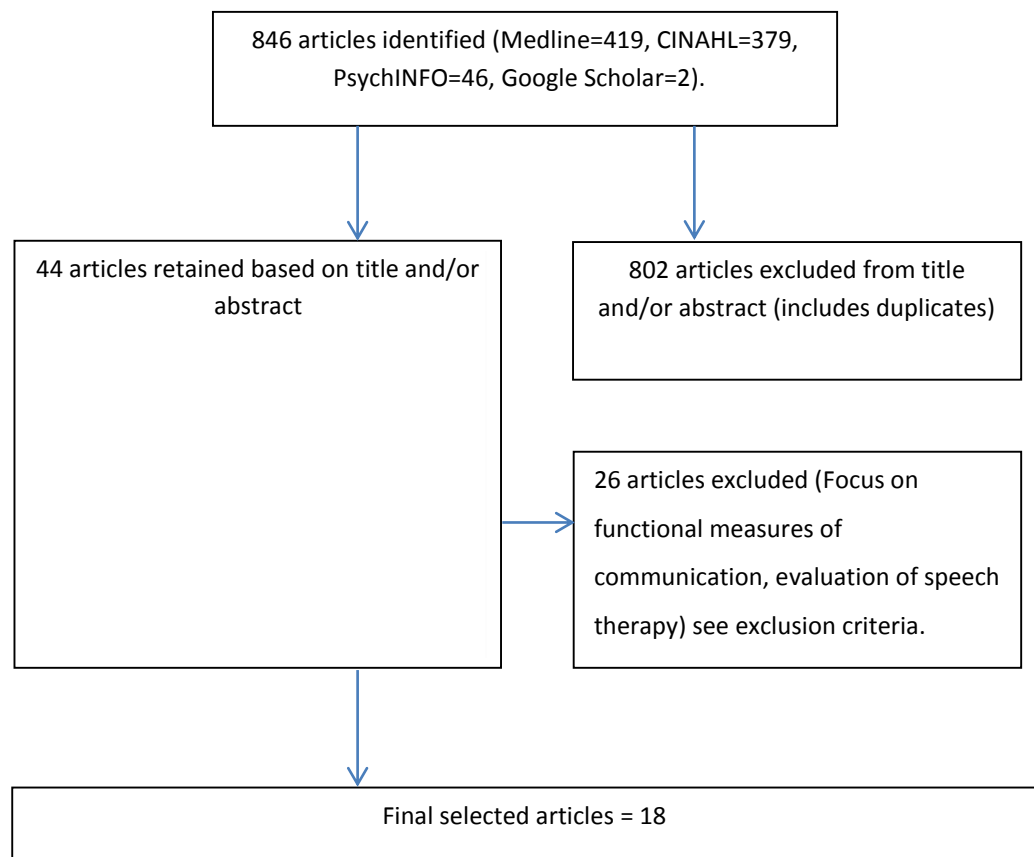 846 articles identified (Medline=419, CINAHL=379,
PsychINFO=46, Google Scholar=2).
44 articles retained based on title and/or
abstract
802 articles excluded from title
and/or abstract (includes duplicates)
26 articles excluded (Focus on
functional measures of
communication, evaluation of speech
therapy) see exclusion criteria.
Final selected articles = 18